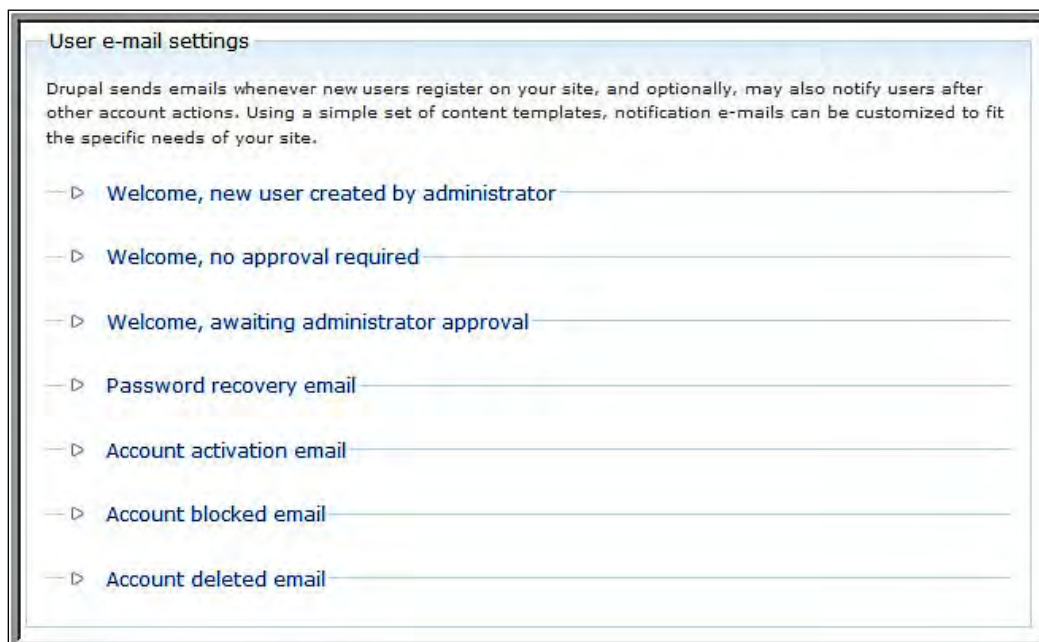 User e-mail settings
Drupal sends emails whenever new users register on your site, and optionally, may also notify users after
other account actions. Using a simple set of content templates, notification e-mails can be customized to fit
the specific needs of your site.
Welcome, new user created by administrator
Welcome, no approval required
Welcome, awaiting administrator approval
Password recovery email
Account activation email
Account blocked email
Account deleted email